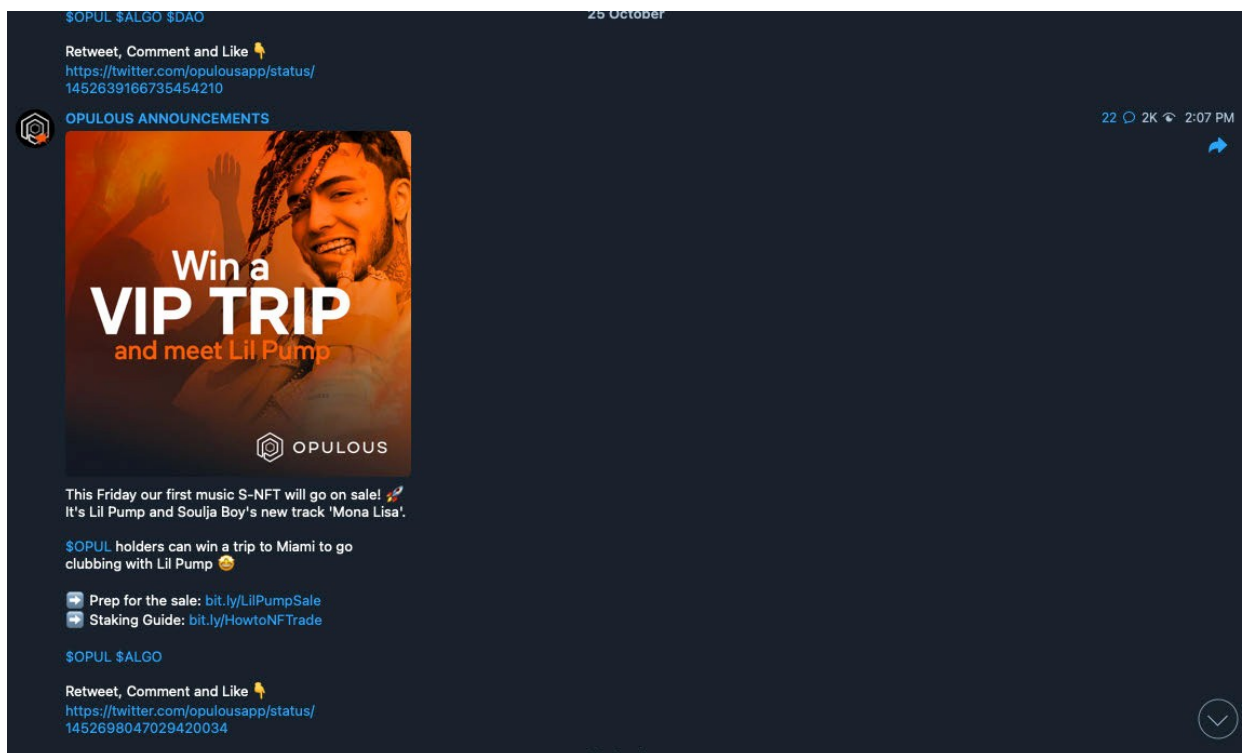 $OPUL $ALGO $DAO
25 October
Retweet, Comment and Like 👇
https://twitter.com/opulousapp/status/
1452639166735454210
OPULOUS ANNOUNCEMENTS
22 2K 2:07 PM
Win a
VIP TRIP
and meet Lil Pump
OPULOUS
This Friday our first music S-NFT will go on sale! 🚀
It's Lil Pump and Soulja Boy's new track 'Mona Lisa'.
$OPUL holders can win a trip to Miami to go
clubbing with Lil Pump 🤩
➡️ Prep for the sale: bit.ly/LilPumpSale
➡️ Staking Guide: bit.ly/HowtoNFTrade
$OPUL $ALGO
Retweet, Comment and Like 👇
https://twitter.com/opulousapp/status/
1452698047029420034